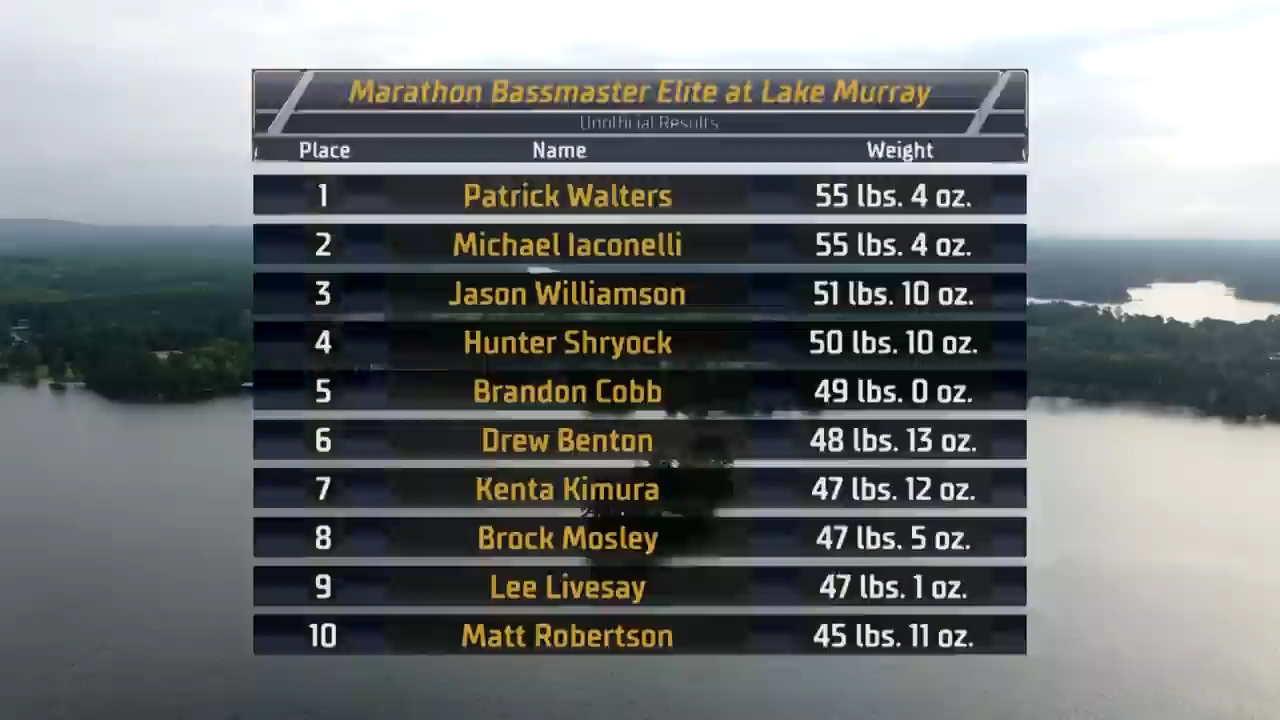 Marathon Bassmaster Elite at Lake Murray
Unofficial Results
Place Name Weight
1 Patrick Walters 55 lbs. 4 oz.
2 Michael Iaconelli 55 lbs. 4 oz.
3 Jason Williamson 51 lbs. 10 oz.
4 Hunter Shryock 50 lbs. 10 oz.
5 Brandon Cobb 49 lbs. 0 oz.
6 Drew Benton 48 lbs. 13 oz.
7 Kenta Kimura 47 lbs. 12 oz.
8 Brock Mosley 47 lbs. 5 oz.
9 Lee Livesay 47 lbs. 1 oz.
10 Matt Robertson 45 lbs. 11 oz.